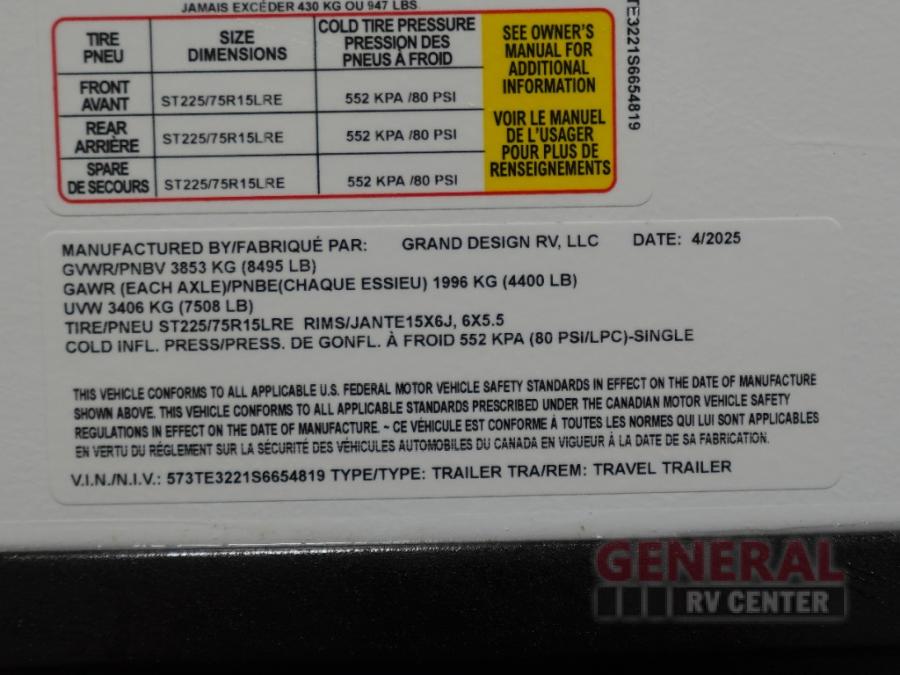 JAMAIS EXCÉDER 430 KG OU 947 LBS
TIRE PNEU
SIZE DIMENSIONS
COLD TIRE PRESSURE PRESSION DES PNEUS À FROID
SEE OWNER'S MANUAL FOR ADDITIONAL INFORMATION
FRONT AVANT ST225/75R15LRE 552 KPA /80 PSI
REAR ARRIÈRE ST225/75R15LRE 552 KPA /80 PSI
SPARE DE SECOURS ST225/75R15LRE 552 KPA /80 PSI
VOIR LE MANUEL DE L'USAGER POUR PLUS DE RENSEIGNEMENTS
TE3221S6654819
MANUFACTURED BY/FABRIQUÉ PAR: GRAND DESIGN RV, LLC DATE: 4/2025
GVWR/PNBV 3853 KG (8495 LB)
GAWR (EACH AXLE)/PNBE(CHAQUE ESSIEU) 1996 KG (4400 LB)
UVW 3406 KG (7508 LB)
TIRE/PNEU ST225/75R15LRE RIMS/JANTE15X6J, 6X5.5
COLD INFL. PRESS/PRESS. DE GONFL. À FROID 552 KPA (80 PSI/LPC)-SINGLE
THIS VEHICLE CONFORMS TO ALL APPLICABLE U.S. FEDERAL MOTOR VEHICLE SAFETY STANDARDS IN EFFECT ON THE DATE OF MANUFACTURE
SHOWN ABOVE. THIS VEHICLE CONFORMS TO ALL APPLICABLE STANDARDS PRESCRIBED UNDER THE CANADIAN MOTOR VEHICLE SAFETY
REGULATIONS IN EFFECT ON THE DATE OF MANUFACTURE. ~ CE VÉHICULE EST CONFORME À TOUTES LES NORMES QUI LUI SONT APPLICABLES
EN VERTU DU RÉGLEMENT SUR LA SÉCURITÉ DES VÉHICULES AUTOMOBILES DU CANADA EN VIGUEUR À LA DATE DE SA FABRICATION.
V.I.N./N.I.V.: 573TE3221S6654819 TYPE/TYPE: TRAILER TRA/REM: TRAVEL TRAILER
GENERAL
RV CENTER